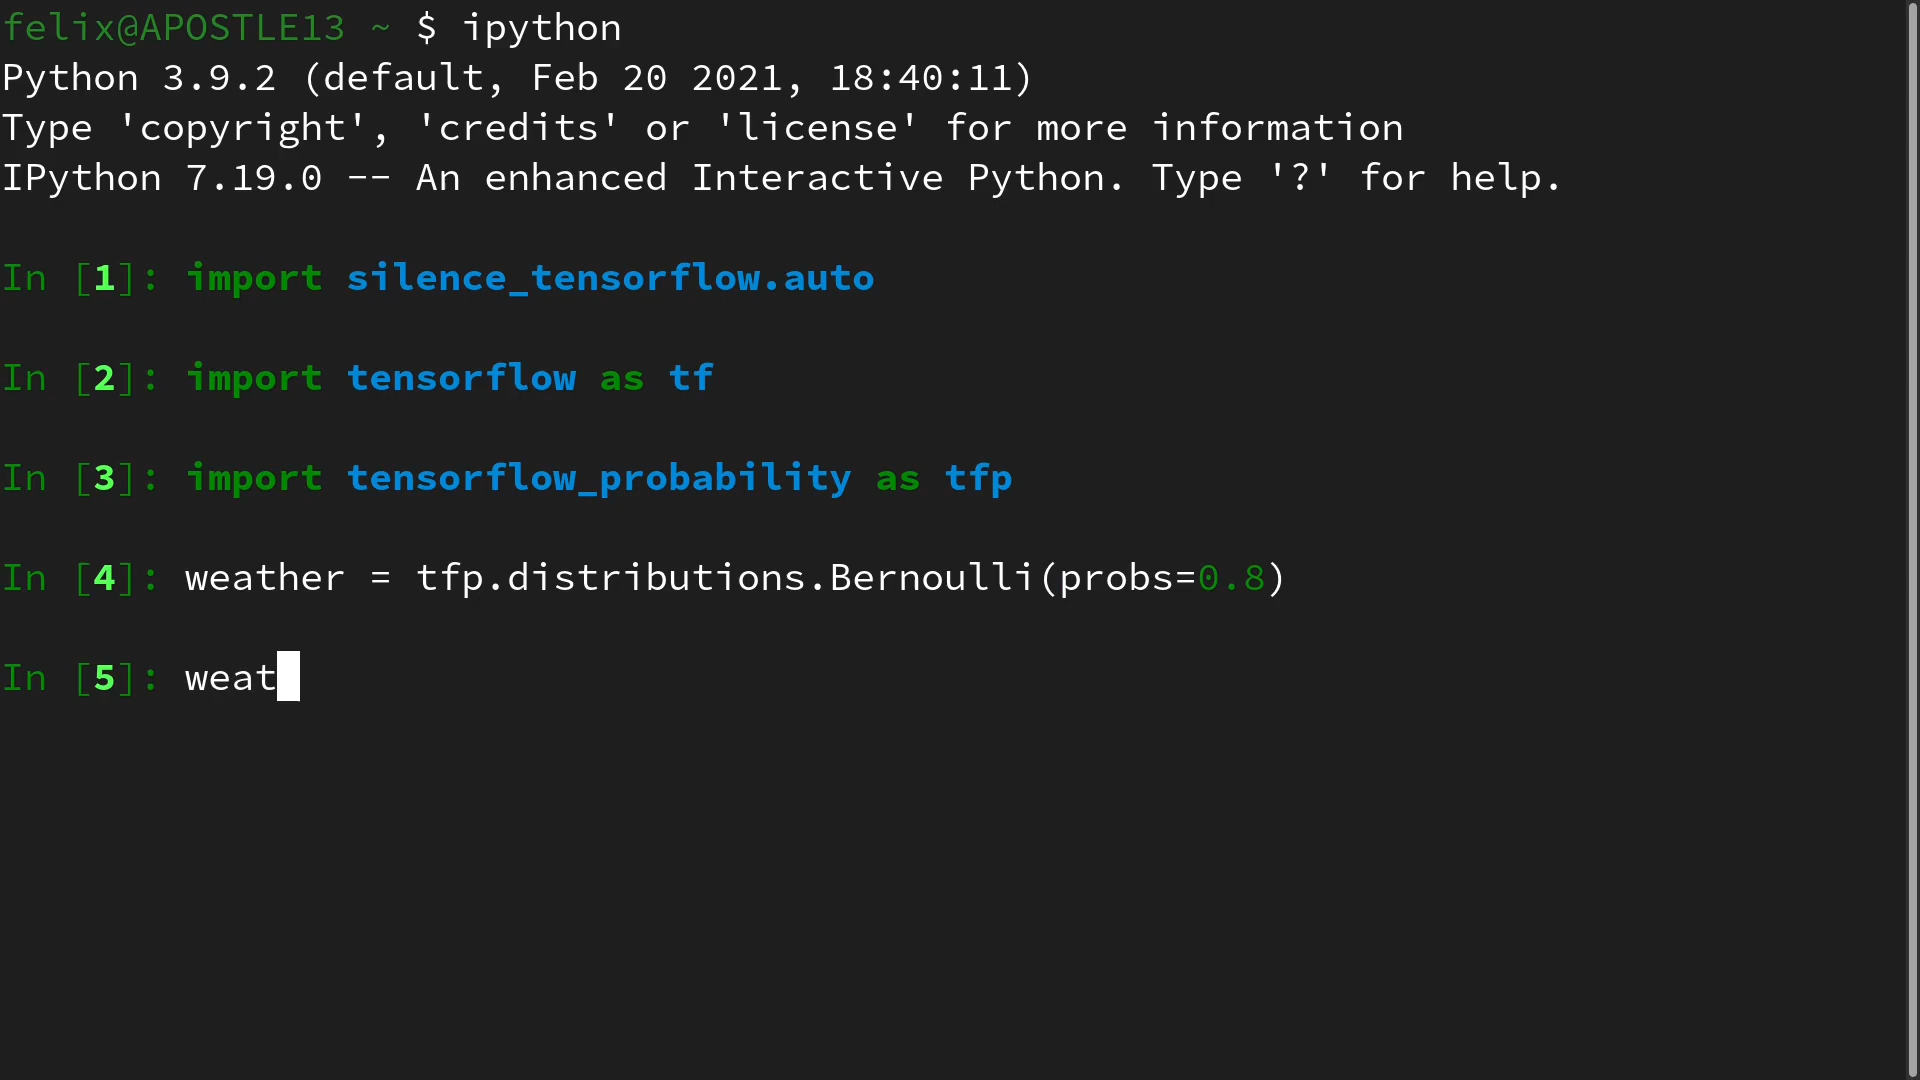 felix@APOSTLE13 ~ $ ipython
Python 3.9.2 (default, Feb 20 2021, 18:40:11)
Type 'copyright', 'credits' or 'license' for more information
IPython 7.19.0 -- An enhanced Interactive Python. Type '?' for help.
In [1]: import silence_tensorflow.auto
In [2]: import tensorflow as tf
In [3]: import tensorflow_probability as tfp
In [4]: weather = tfp.distributions.Bernoulli(probs=0.8)
In [5]: weat